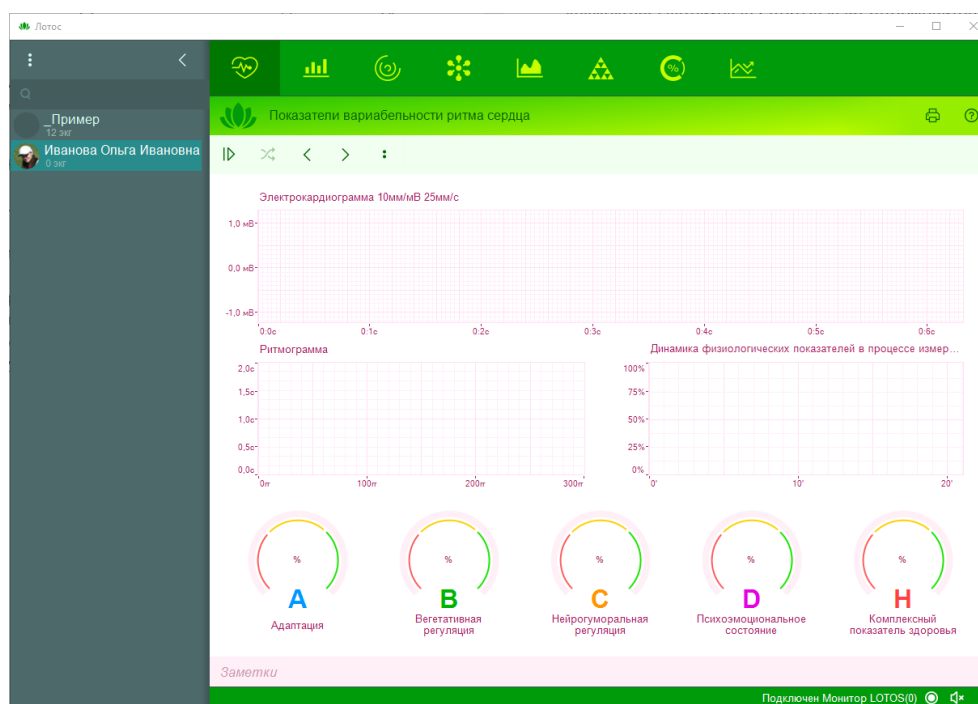 Лотос
_Пример
12 экг
Иванова Ольга Ивановна
0 экг
%
Показатели вариабельности ритма сердца
?
Электрокардиограмма 10мм/мВ 25мм/с
1,0 мВ
0,0 мВ
-1,0 мВ
0:0с 0:1с 0:2с 0:3с 0:4с 0:5с 0:6с
Ритмограмма
2,0с
1,5с
1,0с
0,5с
0,0с
0rr 100rr 200rr 300rr
Динамика физиологических показателей в процессе измер...
100%
75%
50%
25%
0%
0' 10' 20'
% % % % %
A B C D H
Адаптация
Вегетативная
регуляция
Нейрогуморальная
регуляция
Психоэмоциональное
состояние
Комплексный
показатель здоровья
Заметки
Подключен Монитор LOTOS(0)